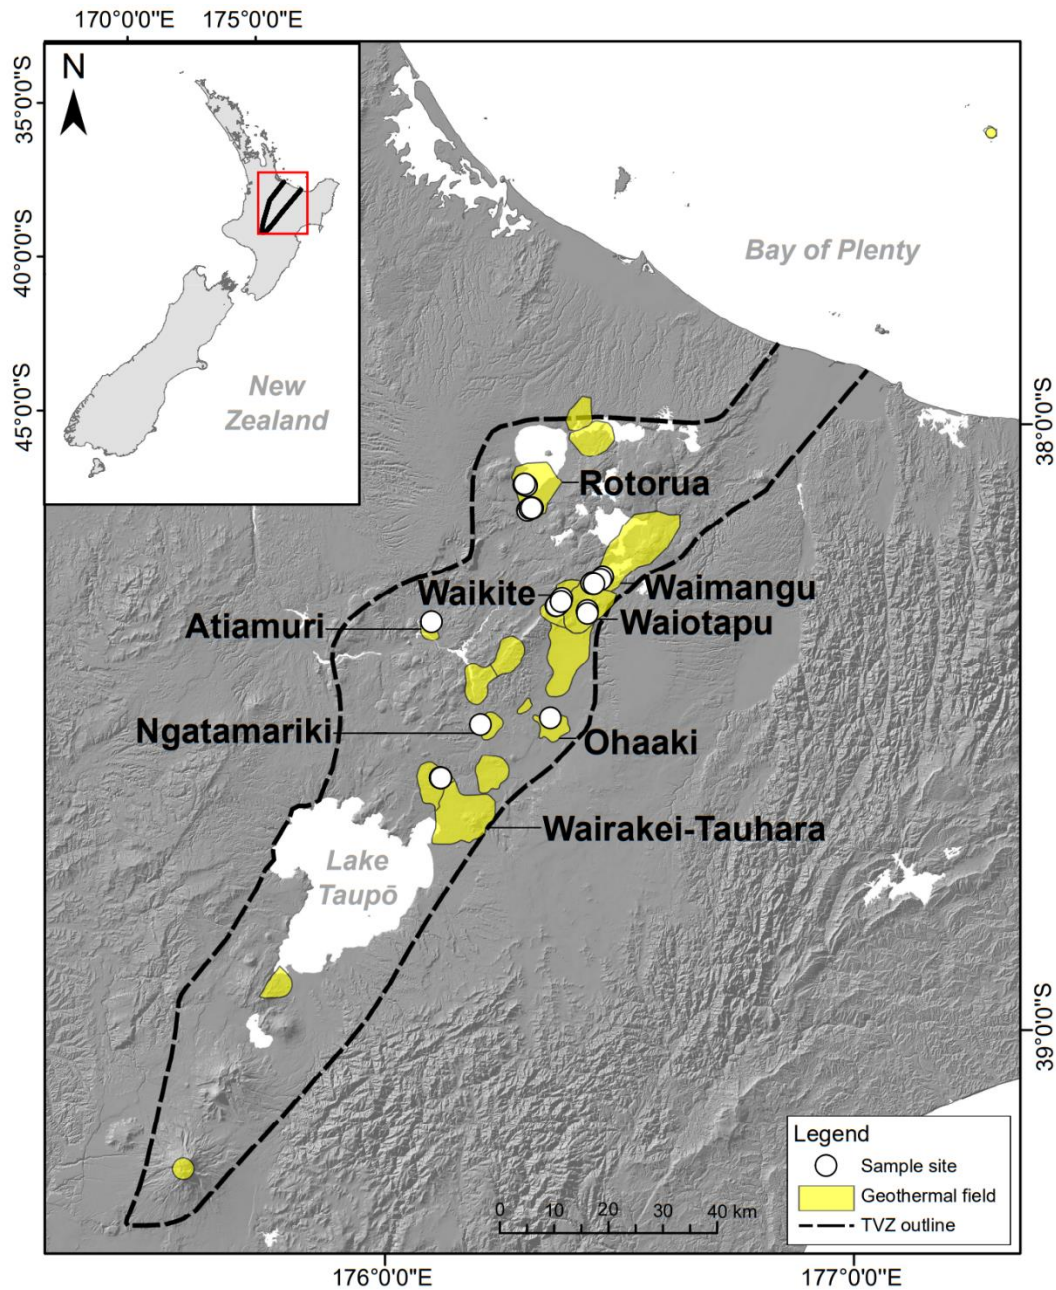 170°0'0"E 175°0'0"E
N
35°0'0"S
40°0'0"S
45°0'0"S
New
Zealand
Bay of Plenty
38°0'0"S
Rotorua
Waikite
Waimangu
Atiamuri
Waiotapu
Ngatamariki
Ohaaki
Wairakei-Tauhara
Lake
Taupō
39°0'0"S
Legend
Sample site
Geothermal field
TVZ outline
0 10 20 30 40 km
176°0'0"E 177°0'0"E